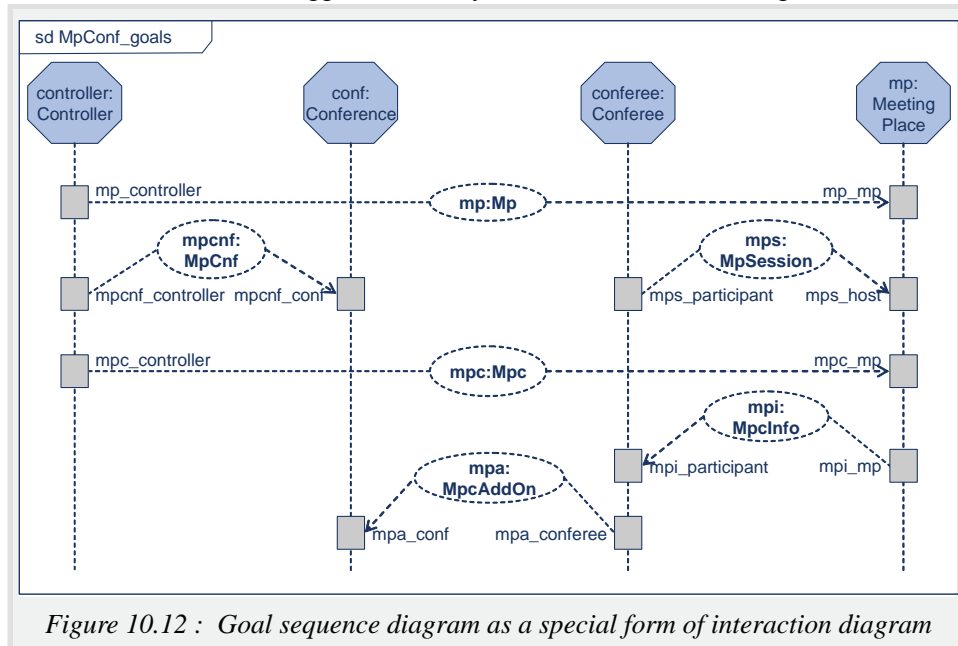 sd MpConf_goals
controller:
Controller
conf:
Conference
conferee:
Conferee
mp:
Meeting
Place
mp_controller
mp:Mp
mp_mp
mpcnf:
MpCnf
mps:
MpSession
mpcnf_controller
mpcnf_conf
mps_participant
mps_host
mpc_controller
mpc:Mpc
mpc_mp
mpi:
MpcInfo
mpi_participant
mpi_mp
mpa:
MpcAddOn
mpa_conf
mpa_conferee
Figure 10.12 : Goal sequence diagram as a special form of interaction diagram